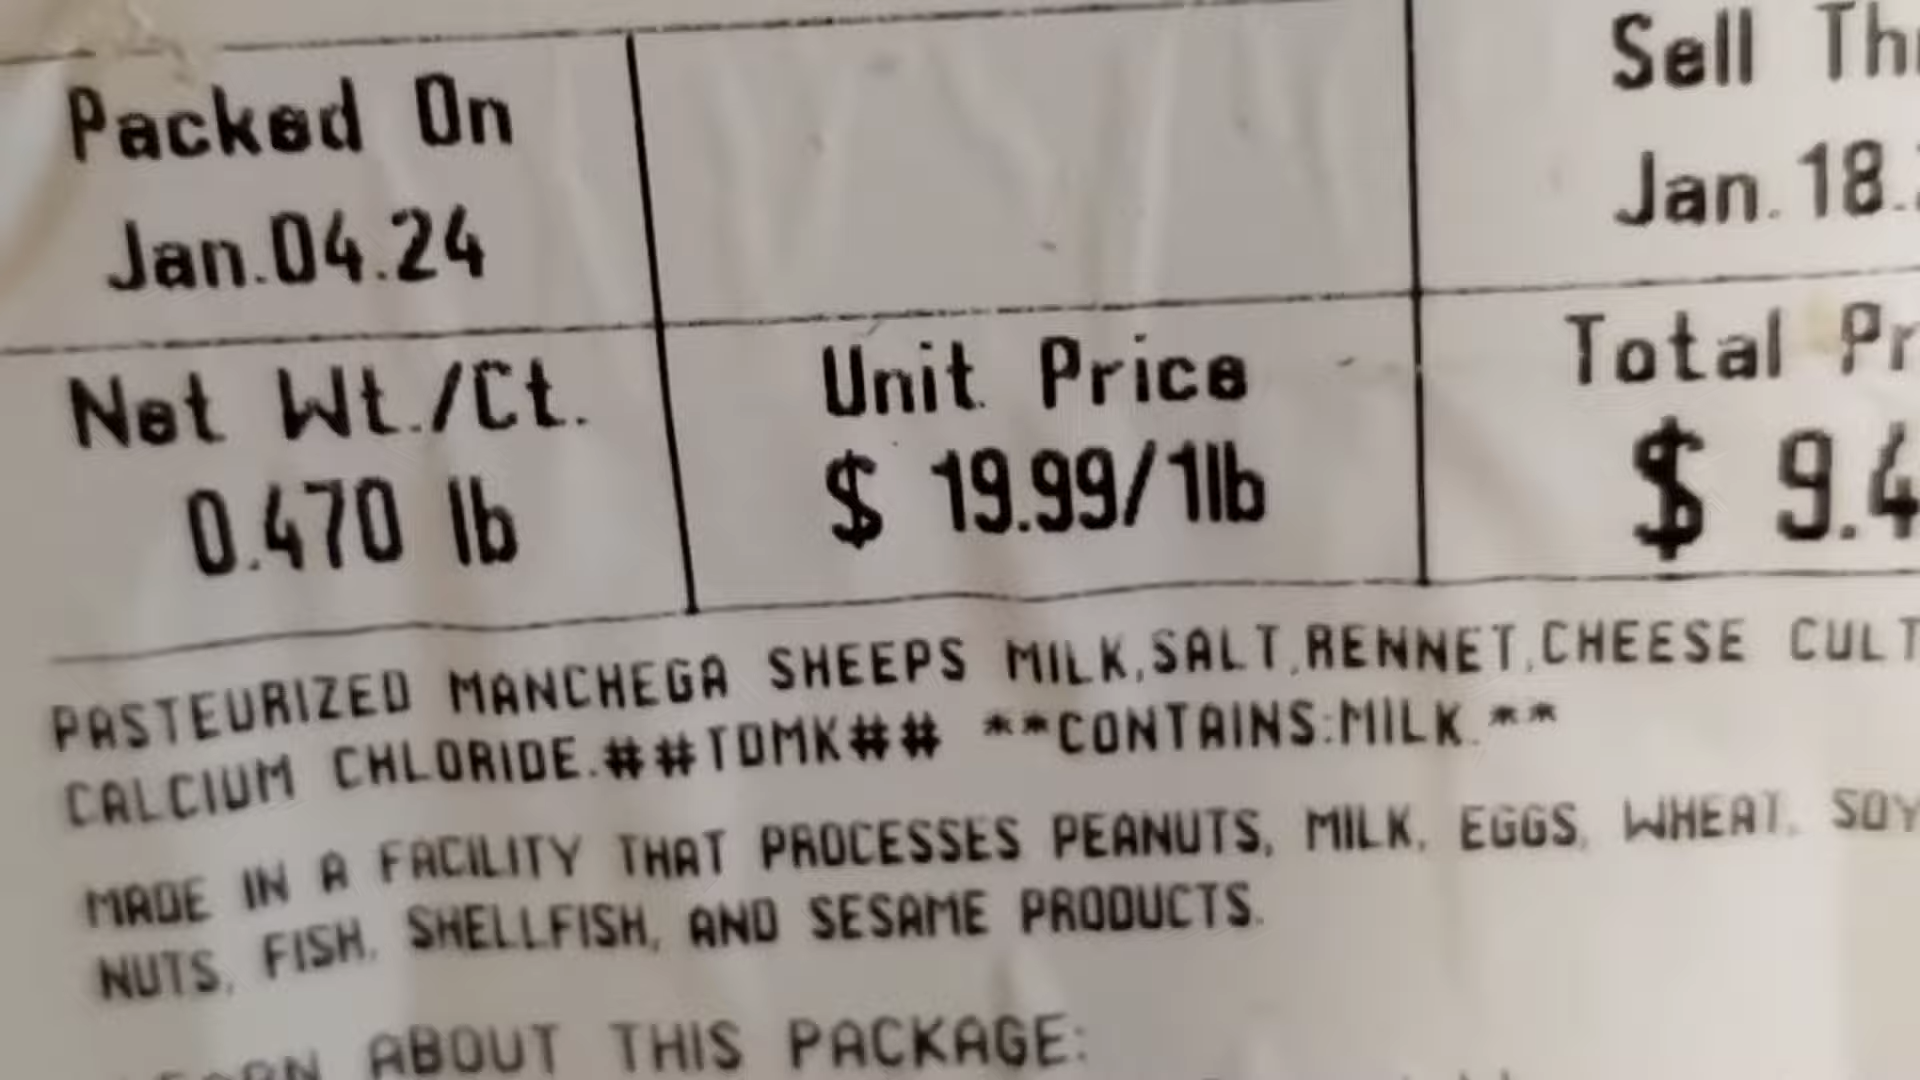 Packed On
Sell Th
Jan.04.24
Jan.18.
Net Wt./Ct.
Unit Price
Total Pr
0.470 lb
$ 19.99/1lb
$ 9.4
PASTEURIZED MANCHEGA SHEEPS MILK,SALT,RENNET,CHEESE CULT
CALCIUM CHLORIDE.##TDMK## **CONTAINS:MILK.**
MADE IN A FACILITY THAT PROCESSES PEANUTS, MILK, EGGS, WHEAT, SOY
NUTS, FISH, SHELLFISH, AND SESAME PRODUCTS.
ABOUT THIS PACKAGE: